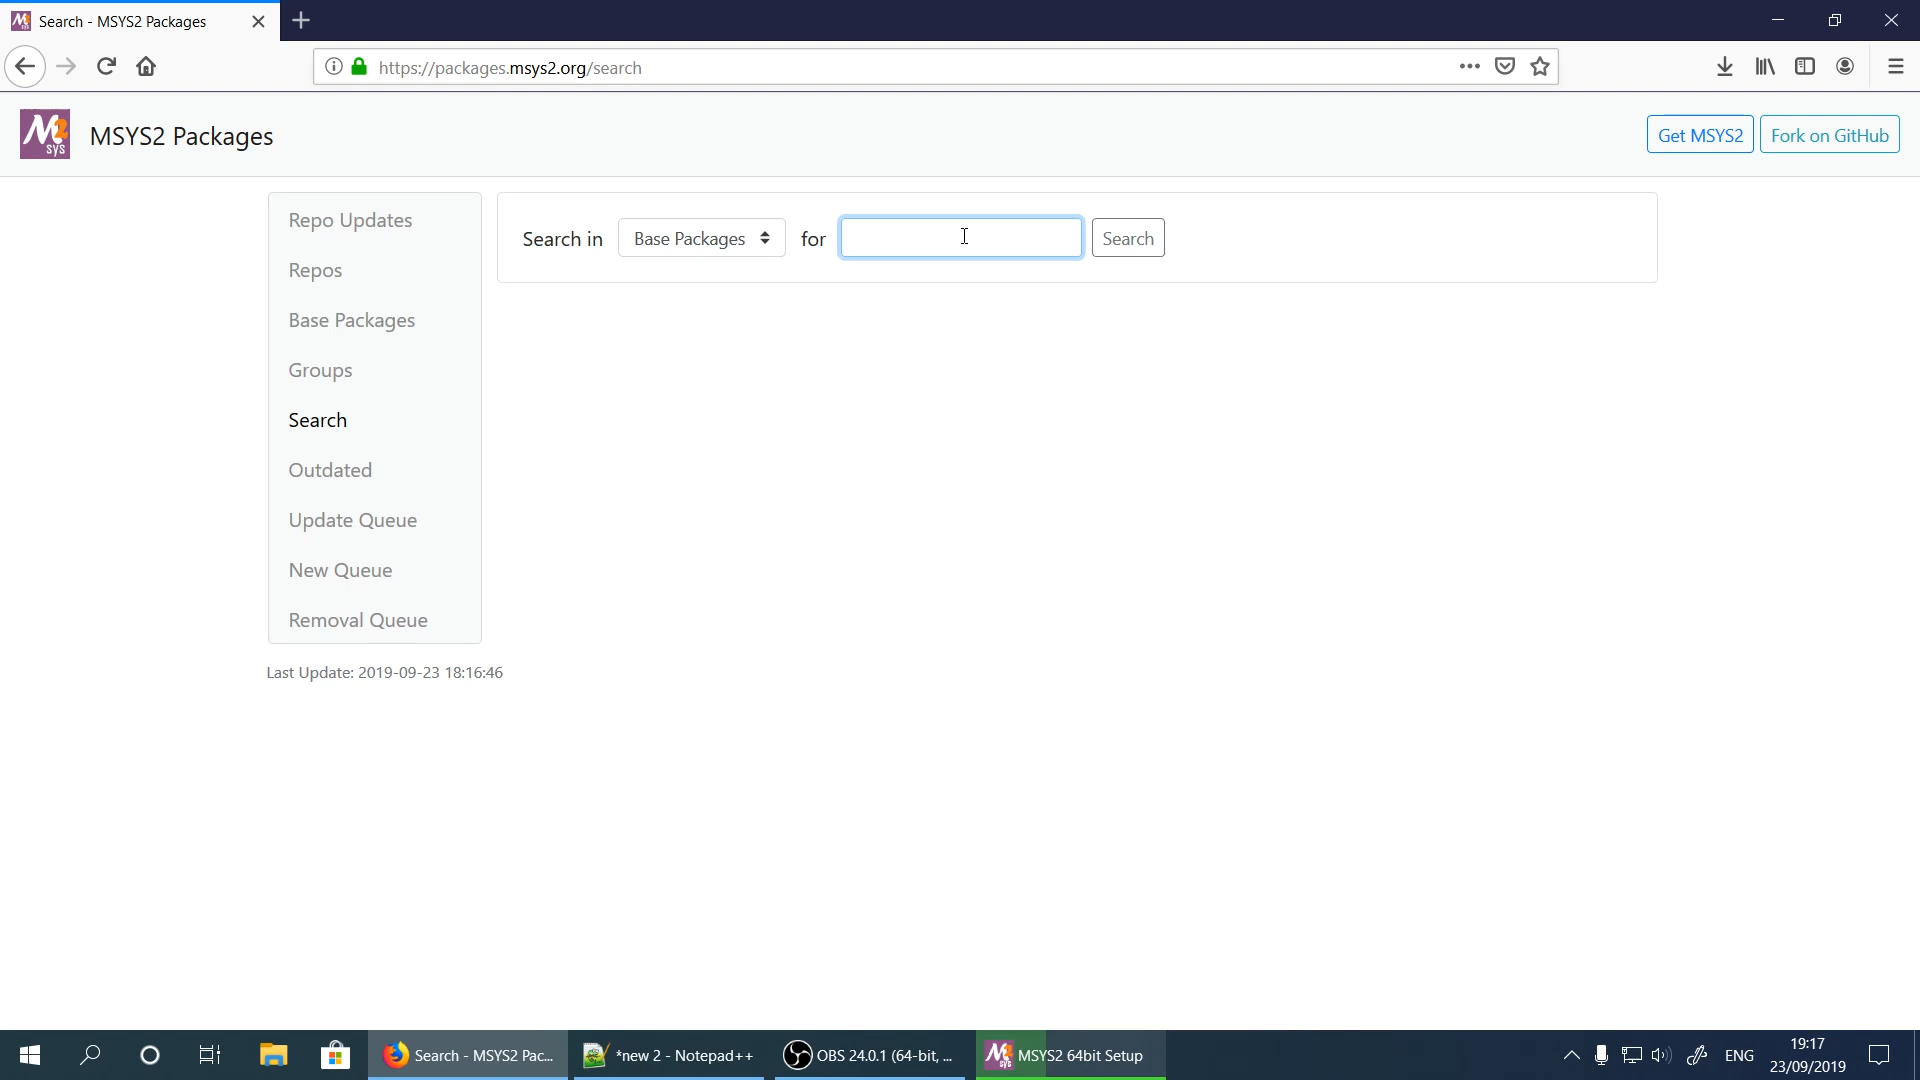 Search - MSYS2 Packages
https://packages.msys2.org/search
M2
sys
MSYS2 Packages
Get MSYS2
Fork on GitHub
Repo Updates
Repos
Base Packages
Groups
Search
Outdated
Update Queue
New Queue
Removal Queue
Search in
Base Packages
for
Search
Last Update: 2019-09-23 18:16:46
Search - MSYS2 Pac...
*new 2 - Notepad++
OBS 24.0.1 (64-bit, ...
MSYS2 64bit Setup
ENG
19:17
23/09/2019